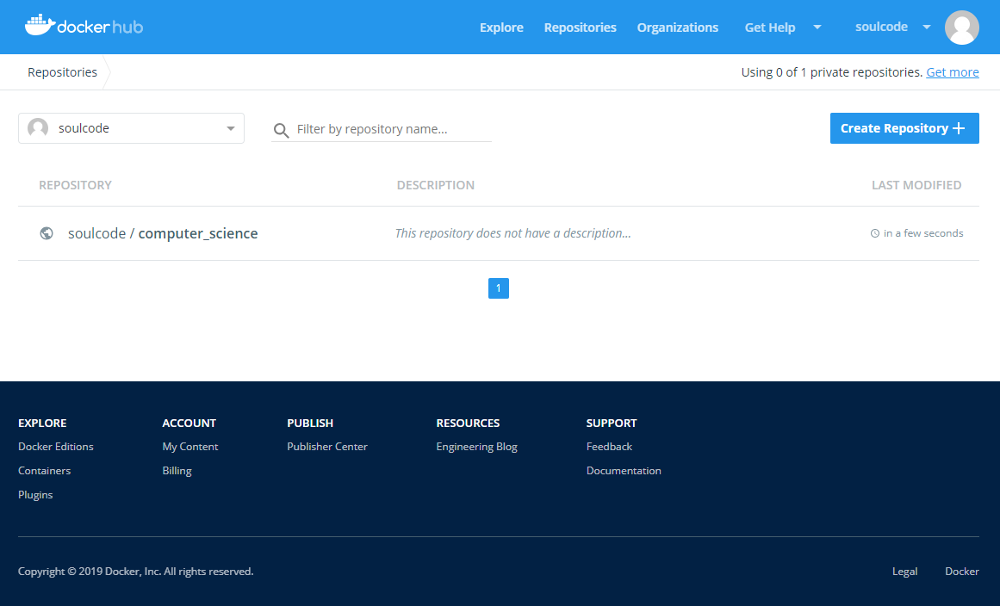 docker hub Explore Repositories Organizations Get Help soulcode
Repositories Using 0 of 1 private repositories. Get more
soulcode Filter by repository name... Create Repository +
REPOSITORY DESCRIPTION LAST MODIFIED
soulcode / computer_science This repository does not have a description... in a few seconds
1
EXPLORE ACCOUNT PUBLISH RESOURCES SUPPORT
Docker Editions My Content Publisher Center Engineering Blog Feedback
Containers Billing Documentation
Plugins
Copyright © 2019 Docker, Inc. All rights reserved. Legal Docker